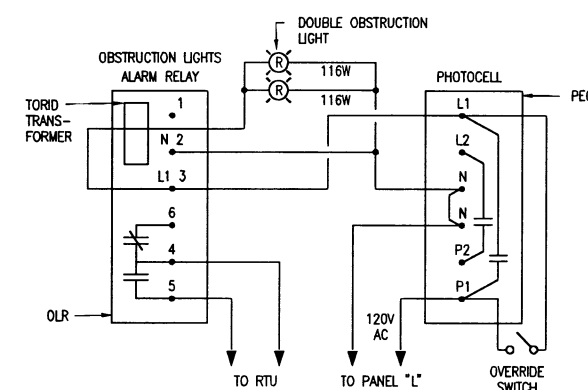 DOUBLE OBSTRUCTION
LIGHT
OBSTRUCTION LIGHTS
ALARM RELAY
R
116W
R
116W
PHOTOCELL
PEC
TORID
TRANS-
FORMER
1
N 2
L1 3
6
4
5
L1
L2
N
N
P2
P1
OLR
120V
AC
TO RTU
TO PANEL "L"
OVERRIDE
SWITCH